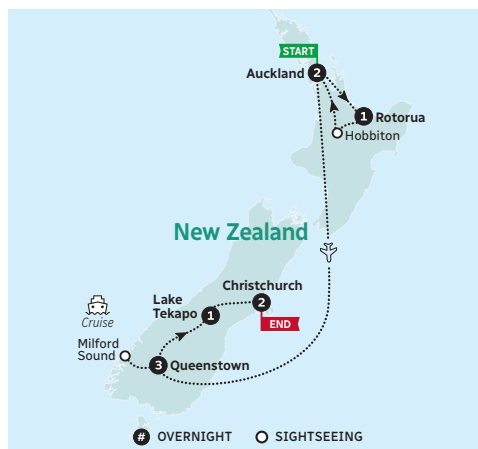 START
Auckland 2
1 Rotorua
Hobbiton
New Zealand
Christchurch
2
END
Lake
Tekapo
1
Cruise
Milford
Sound
3 Queenstown
# OVERNIGHT
SIGHTSEEING